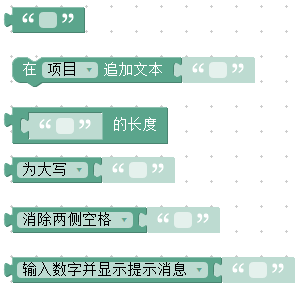 “ ”
在 项目 追加文本 “ ”
“ ” 的长度
为大写 “ ”
消除两侧空格 “ ”
输入数字并显示提示消息 “ ”